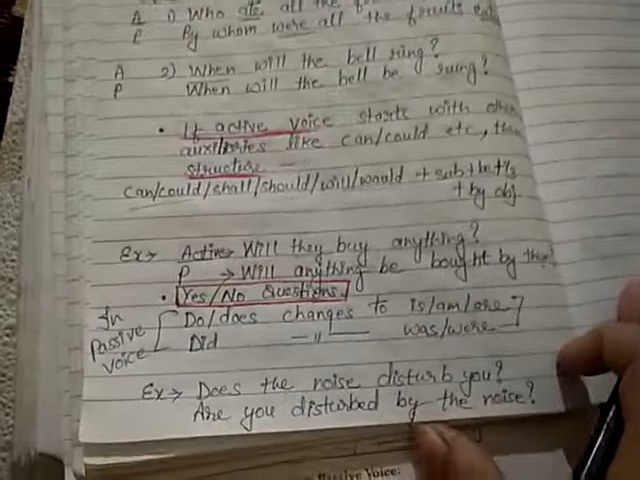 A 1) Who ate all the
P By whom were all the fruits
A 2) When will the bell ring?
P When will the bell be rung?
• If active voice starts with other
auxiliaries like can/could etc, the
structure -
can/could/shall/should/will/would + sub + be + V3
+ by obj.
Ex→ Active→ Will they buy anything?
P → Will anything be bought by them?
• Yes/No Questions.
In passive voice
Do/does changes to is/am/are
Did —〃— was/were
Ex→ Does the noise disturb you?
Are you disturbed by the noise?
Passive Voice: